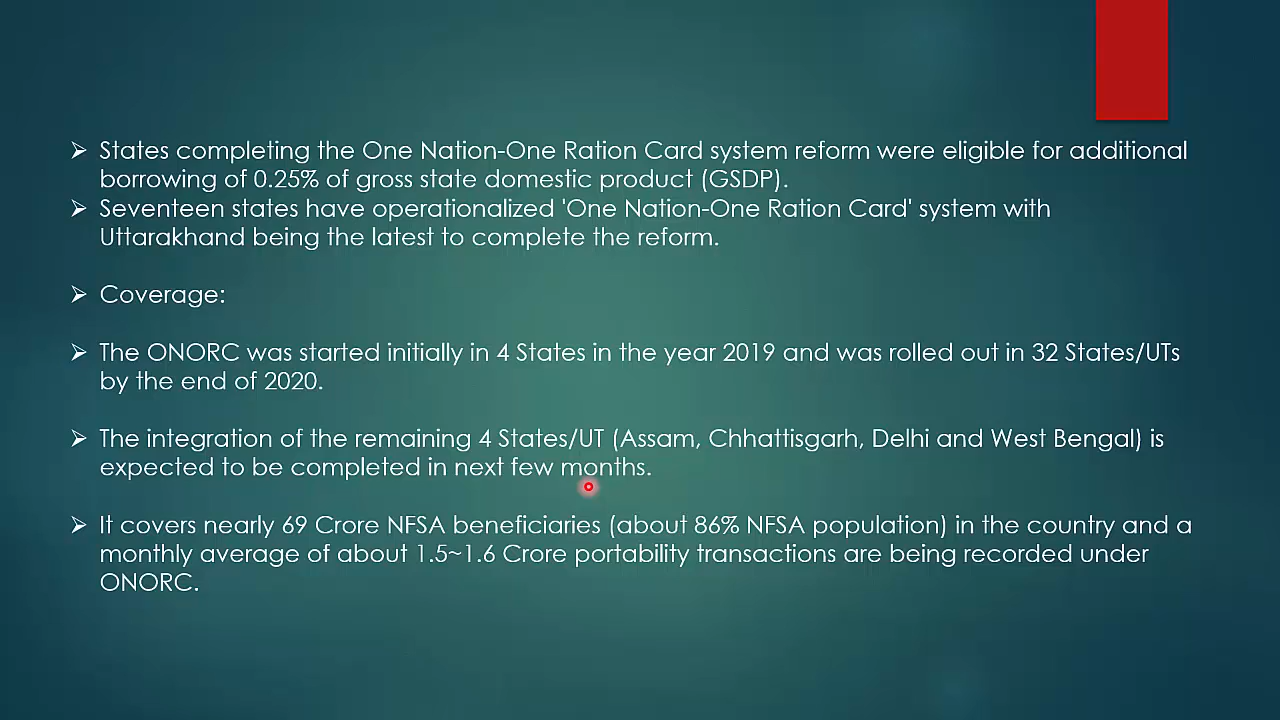 ➢ States completing the One Nation-One Ration Card system reform were eligible for additional
borrowing of 0.25% of gross state domestic product (GSDP).
➢ Seventeen states have operationalized 'One Nation-One Ration Card' system with
Uttarakhand being the latest to complete the reform.
➢ Coverage:
➢ The ONORC was started initially in 4 States in the year 2019 and was rolled out in 32 States/UTs
by the end of 2020.
➢ The integration of the remaining 4 States/UT (Assam, Chhattisgarh, Delhi and West Bengal) is
expected to be completed in next few months.
➢ It covers nearly 69 Crore NFSA beneficiaries (about 86% NFSA population) in the country and a
monthly average of about 1.5~1.6 Crore portability transactions are being recorded under
ONORC.